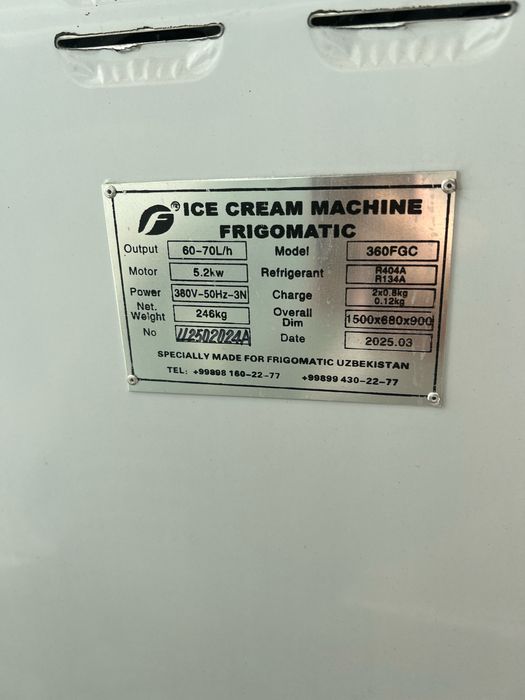 F® ICE CREAM MACHINE
FRIGOMATIC
Output 60-70L/h Model 360FGC
Motor 5.2kw Refrigerant R404A R134A
Power 380V-50Hz-3N Charge 2x0.8kg 0.12kg
Net. Weight 246kg Overall Dim 1500x680x900
No Date 2025.03
SPECIALLY MADE FOR FRIGOMATIC UZBEKISTAN
TEL: +99898 160-22-77 +99899 430-22-77